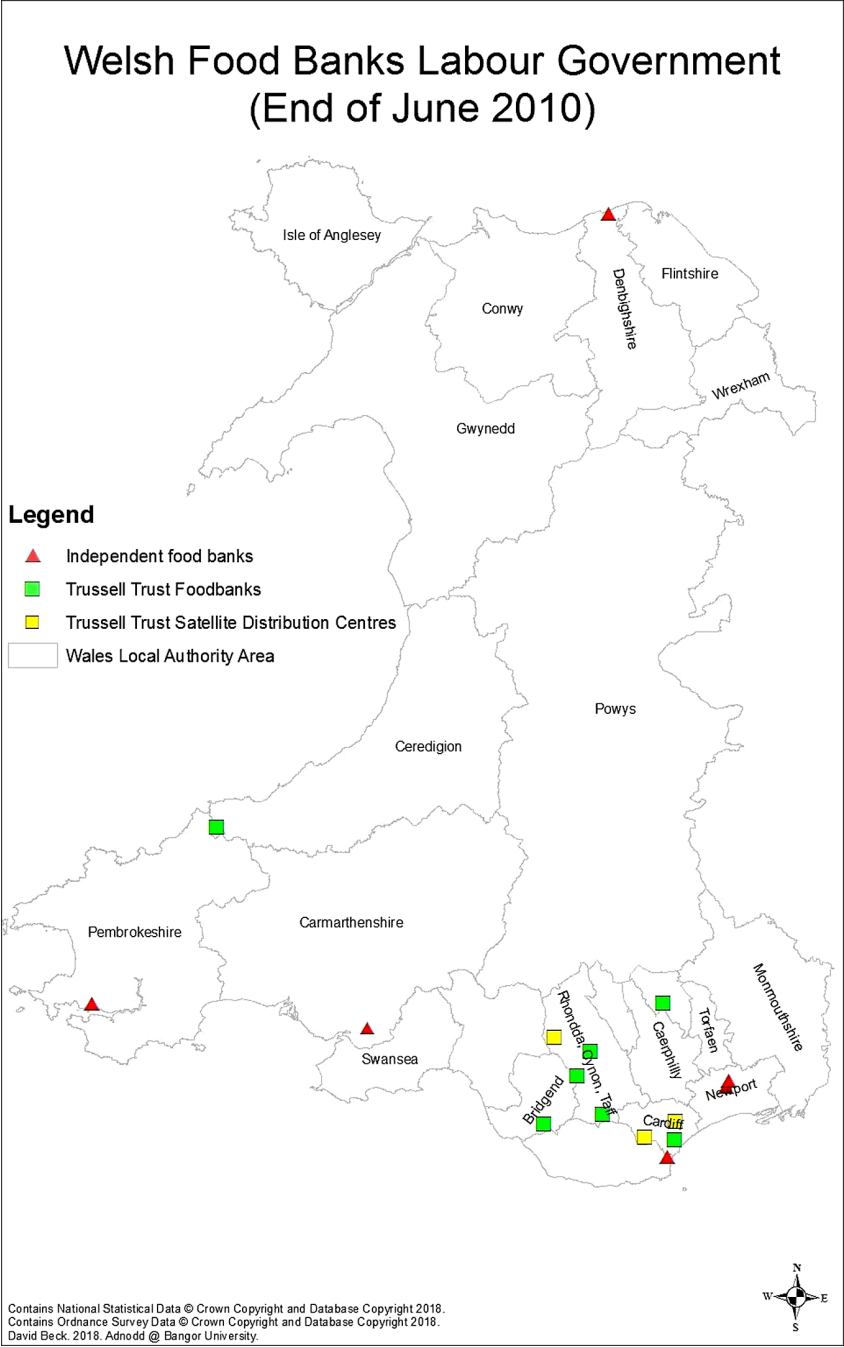 Welsh Food Banks Labour Government
(End of June 2010)
Isle of Anglesey
Conwy
Denbighshire
Flintshire
Wrexham
Gwynedd
Legend
Independent food banks
Trussell Trust Foodbanks
Trussell Trust Satellite Distribution Centres
Wales Local Authority Area
Powys
Ceredigion
Pembrokeshire
Carmarthenshire
Swansea
Bridgend
Rhondda, Cynon, Taff
Caerphilly
Torfaen
Monmouthshire
Newport
Cardiff
N
W
E
S
Contains National Statistical Data © Crown Copyright and Database Copyright 2018.
Contains Ordnance Survey Data © Crown Copyright and Database Copyright 2018.
David Beck. 2018. Adnodd @ Bangor University.